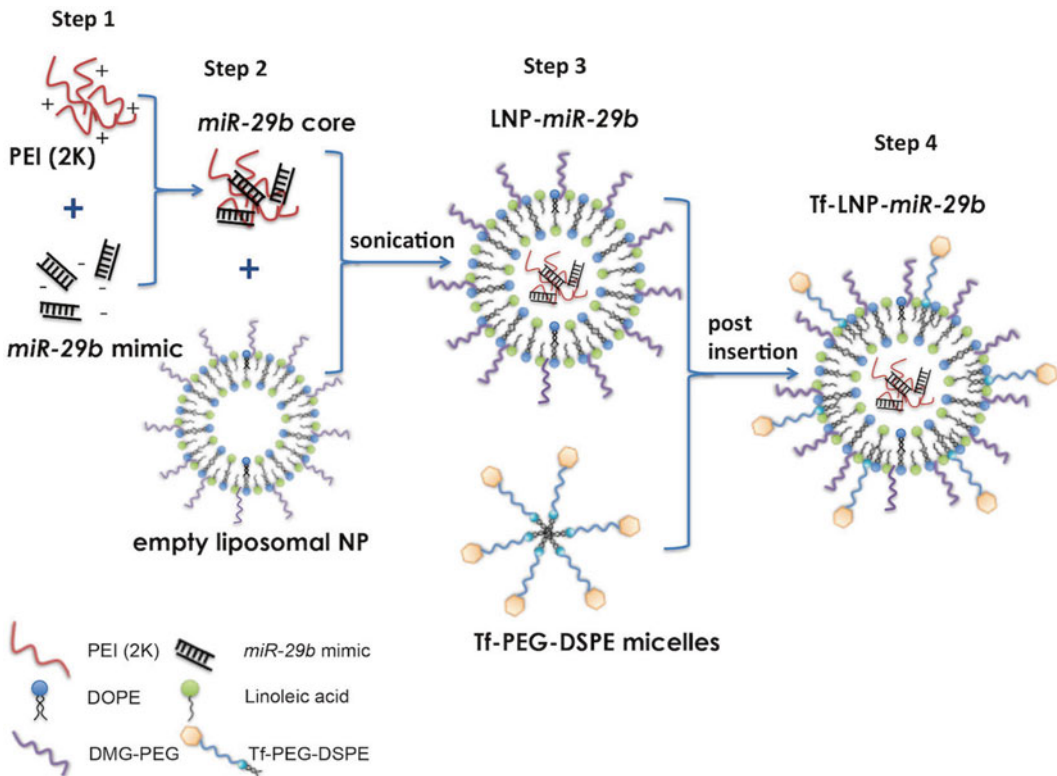 Step 1
Step 2
Step 3
Step 4
+
+
+
+
PEI (2K)
+
-
-
-
-
miR-29b mimic
miR-29b core
+
empty liposomal NP
sonication
LNP-miR-29b
Tf-PEG-DSPE micelles
post
insertion
Tf-LNP-miR-29b
PEI (2K)
miR-29b mimic
DOPE
Linoleic acid
DMG-PEG
Tf-PEG-DSPE